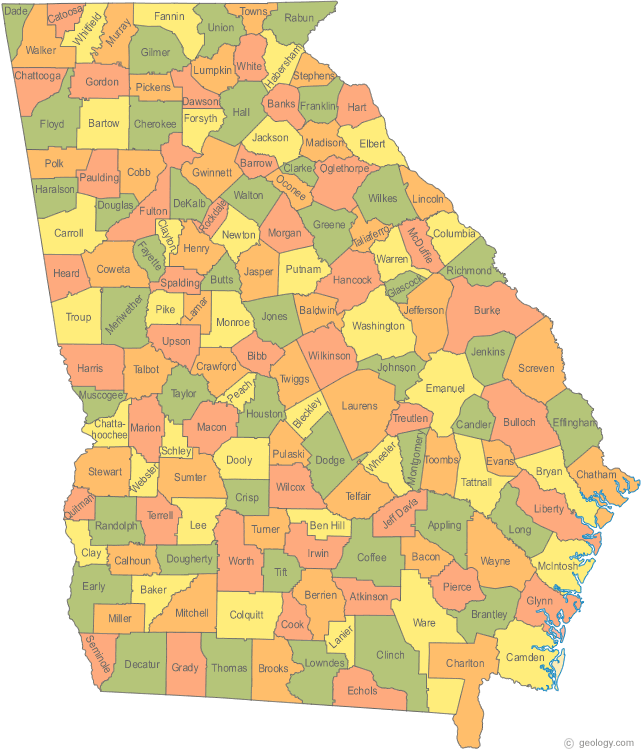 Dade
Catoosa
Whitfield
Murray
Fannin
Towns
Union
Rabun
Walker
Gilmer
White
Habersham
Lumpkin
Stephens
Chattooga
Gordon
Pickens
Dawson
Banks
Franklin
Hart
Floyd
Bartow
Cherokee
Forsyth
Hall
Jackson
Madison
Elbert
Polk
Paulding
Cobb
Gwinnett
Barrow
Clarke
Oglethorpe
Haralson
Douglas
Fulton
DeKalb
Rockdale
Walton
Oconee
Wilkes
Lincoln
Carroll
Clayton
Fayette
Henry
Newton
Morgan
Greene
Taliaferro
McDuffie
Columbia
Warren
Richmond
Heard
Coweta
Spalding
Butts
Jasper
Putnam
Hancock
Glascock
Troup
Meriwether
Pike
Lamar
Monroe
Jones
Baldwin
Washington
Jefferson
Burke
Harris
Talbot
Upson
Crawford
Bibb
Twiggs
Wilkinson
Johnson
Jenkins
Screven
Muscogee
Taylor
Peach
Houston
Bleckley
Laurens
Emanuel
Chatta-
hoochee
Marion
Macon
Treutlen
Candler
Bulloch
Effingham
Schley
Dooly
Pulaski
Dodge
Wheeler
Montgomery
Toombs
Evans
Stewart
Webster
Sumter
Crisp
Wilcox
Telfair
Tattnall
Bryan
Chatham
Quitman
Randolph
Terrell
Lee
Turner
Ben Hill
Jeff Davis
Appling
Long
Liberty
Clay
Calhoun
Dougherty
Worth
Tift
Irwin
Coffee
Bacon
Wayne
McIntosh
Early
Baker
Mitchell
Colquitt
Berrien
Atkinson
Pierce
Glynn
Miller
Cook
Lanier
Ware
Brantley
Seminole
Decatur
Grady
Thomas
Brooks
Lowndes
Echols
Clinch
Charlton
Camden
© geology.com